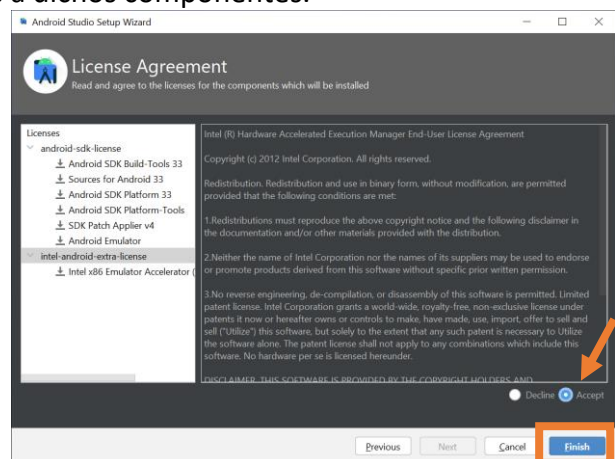 a dichos componentes.
Android Studio Setup Wizard
License Agreement
Read and agree to the licenses for the components which will be installed
Licenses
android-sdk-license
Android SDK Build-Tools 33
Sources for Android 33
Android SDK Platform 33
Android SDK Platform-Tools
SDK Patch Applier v4
Android Emulator
intel-android-extra-license
Intel x86 Emulator Accelerator (
Intel (R) Hardware Accelerated Execution Manager End-User License Agreement
Copyright (c) 2012 Intel Corporation. All rights reserved.
Redistribution. Redistribution and use in binary form, without modification, are permitted
provided that the following conditions are met:
1.Redistributions must reproduce the above copyright notice and the following disclaimer in
the documentation and/or other materials provided with the distribution.
2.Neither the name of Intel Corporation nor the names of its suppliers may be used to endorse
or promote products derived from this software without specific prior written permission.
3.No reverse engineering, de-compilation, or disassembly of this software is permitted. Limited
patent license. Intel Corporation grants a world-wide, royalty-free, non-exclusive license under
patents it now or hereafter owns or controls to make, have made, use, import, offer to sell and
sell ("Utilize") this software, but solely to the extent that any such patent is necessary to Utilize
the software alone. The patent license shall not apply to any combinations which include this
software. No hardware per se is licensed hereunder.
DISCLAIMER. THIS SOFTWARE IS PROVIDED BY THE COPYRIGHT HOLDERS AND
Decline Accept
Previous Next Cancel Finish